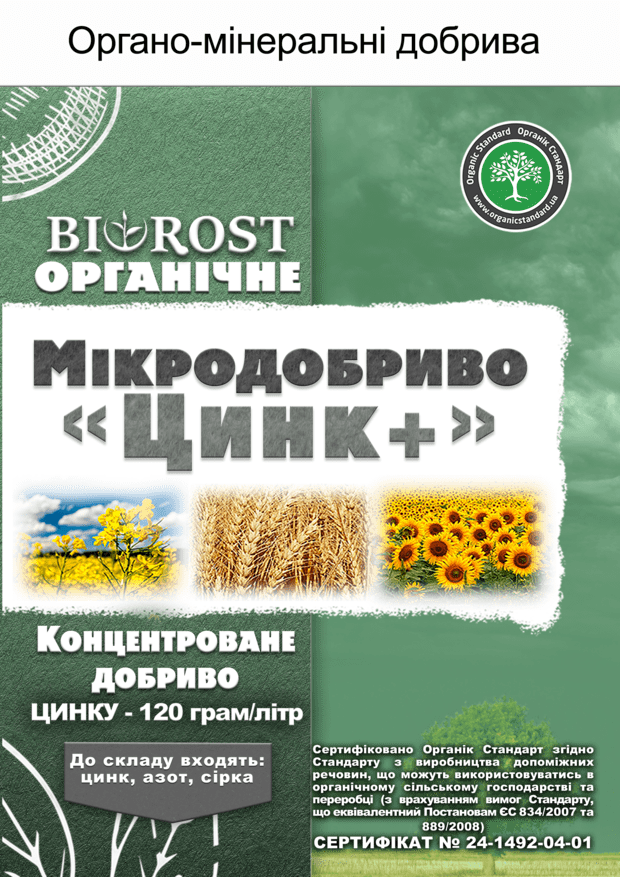 Органо-мінеральні добрива
Organic Standard Органік Стандарт
www.organicstandard.ua
BIOROST
ОРГАНІЧНЕ
МІКРОДОБРИВО
«ЦИНК+»
КОНЦЕНТРОВАНЕ
ДОБРИВО
ЦИНКУ - 120 грам/літр
До складу входять:
цинк, азот, сірка
Сертифіковано Органік Стандарт згідно
Стандарту з виробництва допоміжних
речовин, що можуть використовуватись в
органічному сільському господарстві та
переробці (з врахуванням вимог Стандарту,
що еквівалентний Постановам ЄС 834/2007 та
889/2008)
СЕРТИФІКАТ № 24-1492-04-01